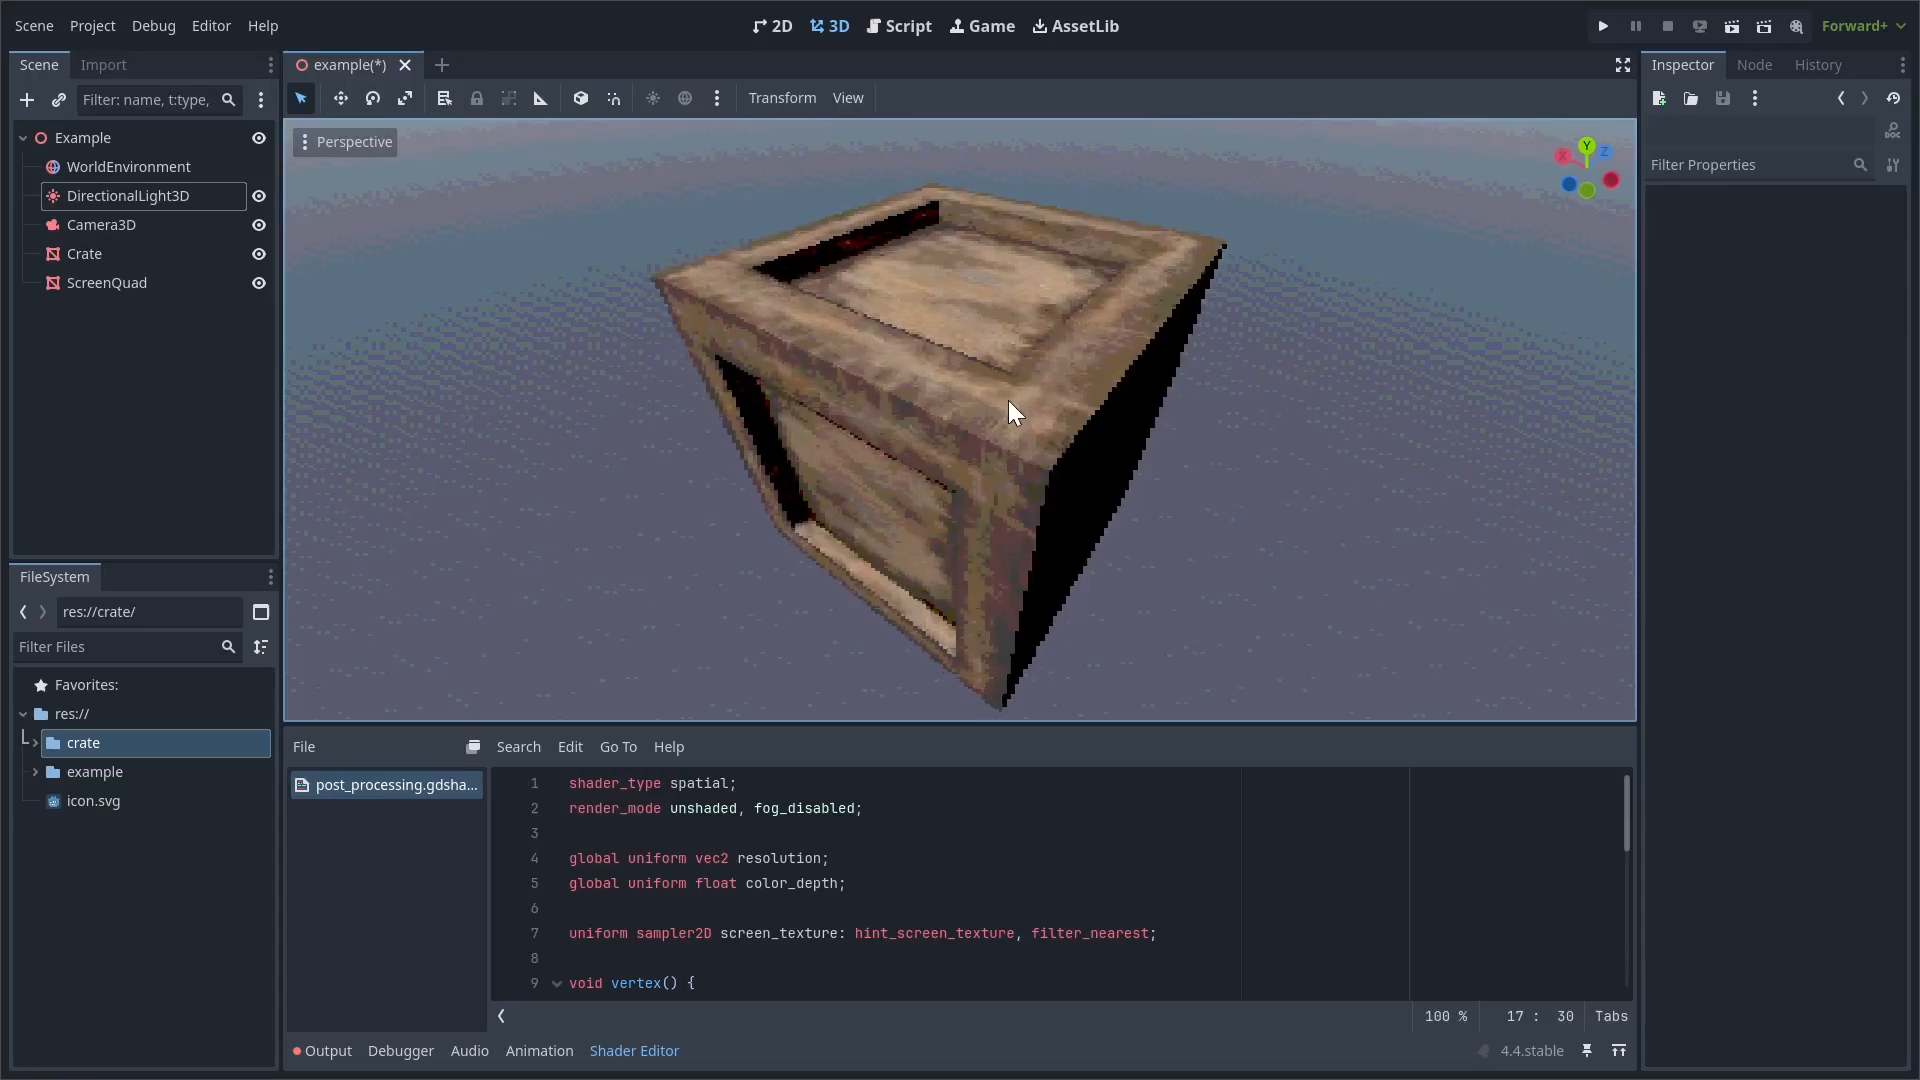 Scene Project Debug Editor Help
2D 3D Script Game AssetLib
Forward+
Scene Import
Filter: name, t:type,
Example
WorldEnvironment
DirectionalLight3D
Camera3D
Crate
ScreenQuad
FileSystem
res://crate/
Filter Files
Favorites:
res://
crate
example
icon.svg
example(*)
Transform View
Perspective
X Y Z
File
post_processing.gdsha...
Search Edit Go To Help
1 shader_type spatial;
2 render_mode unshaded, fog_disabled;
3
4 global uniform vec2 resolution;
5 global uniform float color_depth;
6
7 uniform sampler2D screen_texture: hint_screen_texture, filter_nearest;
8
9 void vertex() {
100 % 17 : 30 Tabs
Output Debugger Audio Animation Shader Editor
4.4.stable
Inspector Node History
Filter Properties